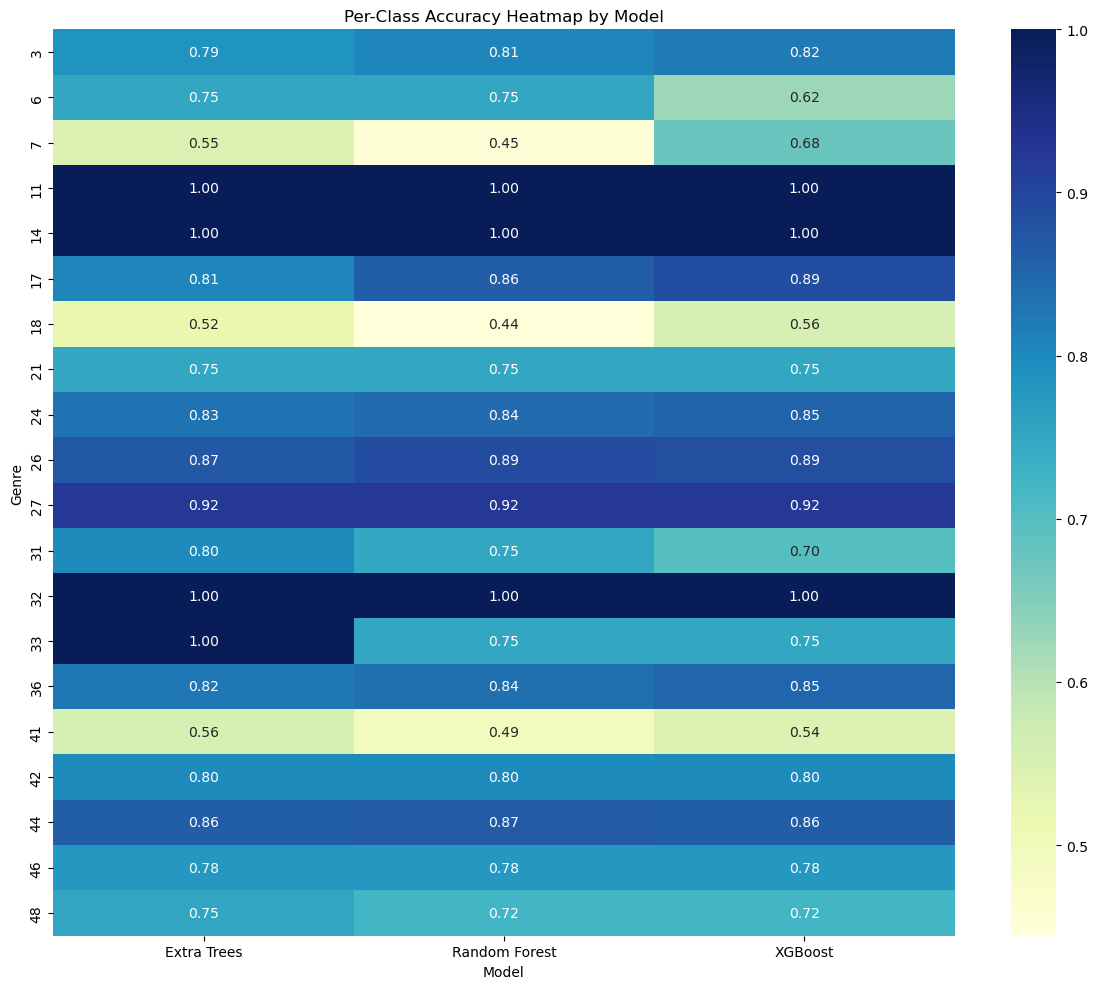 Per-Class Accuracy Heatmap by Model
Genre
3 0.79 0.81 0.82
6 0.75 0.75 0.62
7 0.55 0.45 0.68
11 1.00 1.00 1.00
14 1.00 1.00 1.00
17 0.81 0.86 0.89
18 0.52 0.44 0.56
21 0.75 0.75 0.75
24 0.83 0.84 0.85
26 0.87 0.89 0.89
27 0.92 0.92 0.92
31 0.80 0.75 0.70
32 1.00 1.00 1.00
33 1.00 0.75 0.75
36 0.82 0.84 0.85
41 0.56 0.49 0.54
42 0.80 0.80 0.80
44 0.86 0.87 0.86
46 0.78 0.78 0.78
48 0.75 0.72 0.72
Extra Trees Random Forest XGBoost
Model
1.0
0.9
0.8
0.7
0.6
0.5